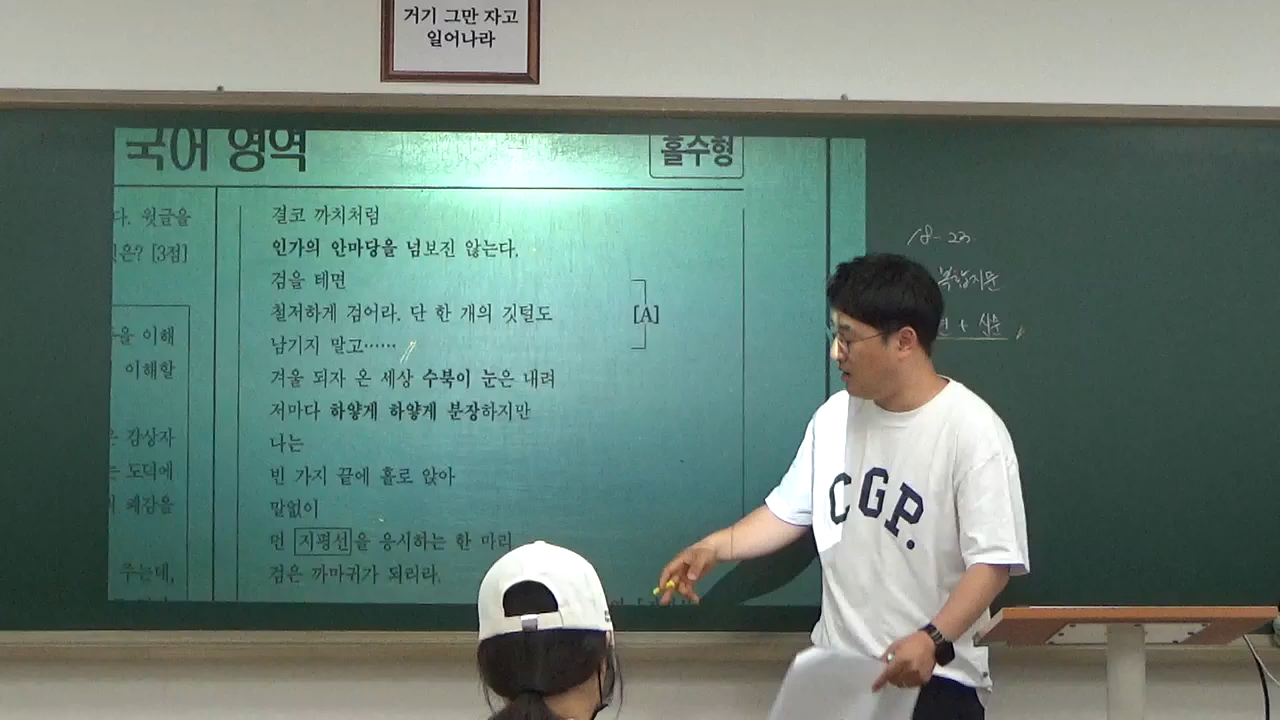 거기 그만 자고
일어나라
국어 영역
홀수형
다. 윗글을
은? [3점]
을 이해
이해할
감상자
도덕에
쾌감을
주는데,
결코 까치처럼
인가의 안마당을 넘보진 않는다.
검을 테면
철저하게 검어라. 단 한 개의 깃털도
남기지 말고……
[A]
겨울 되자 온 세상 수북이 눈은 내려
저마다 하얗게 하얗게 분장하지만
나는
빈 가지 끝에 홀로 앉아
말없이
먼 지평선을 응시하는 한 마리
검은 까마귀가 되리라.
18-23
복합지문
CGP.